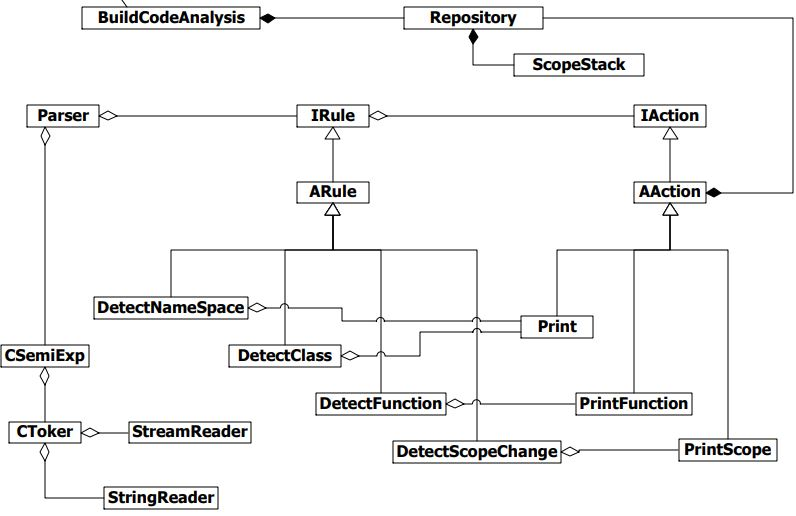 BuildCodeAnalysis
Repository
ScopeStack
Parser
IRule
IAction
ARule
AAction
DetectNameSpace
Print
CSemiExp
DetectClass
DetectFunction
PrintFunction
CToker
StreamReader
DetectScopeChange
PrintScope
StringReader